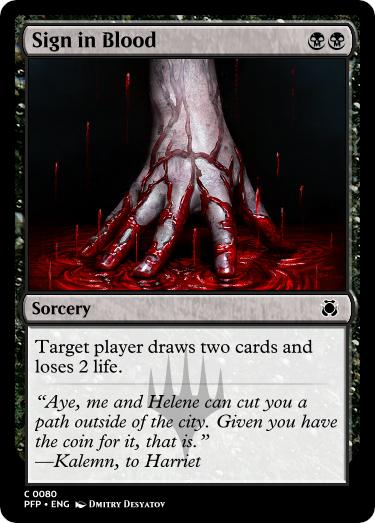 Sign in Blood
Sorcery
Target player draws two cards and
loses 2 life.
“Aye, me and Helene can cut you a
path outside of the city. Given you have
the coin for it, that is.”
—Kalemn, to Harriet
C 0080
PFP • ENG Dmitry Desyatov